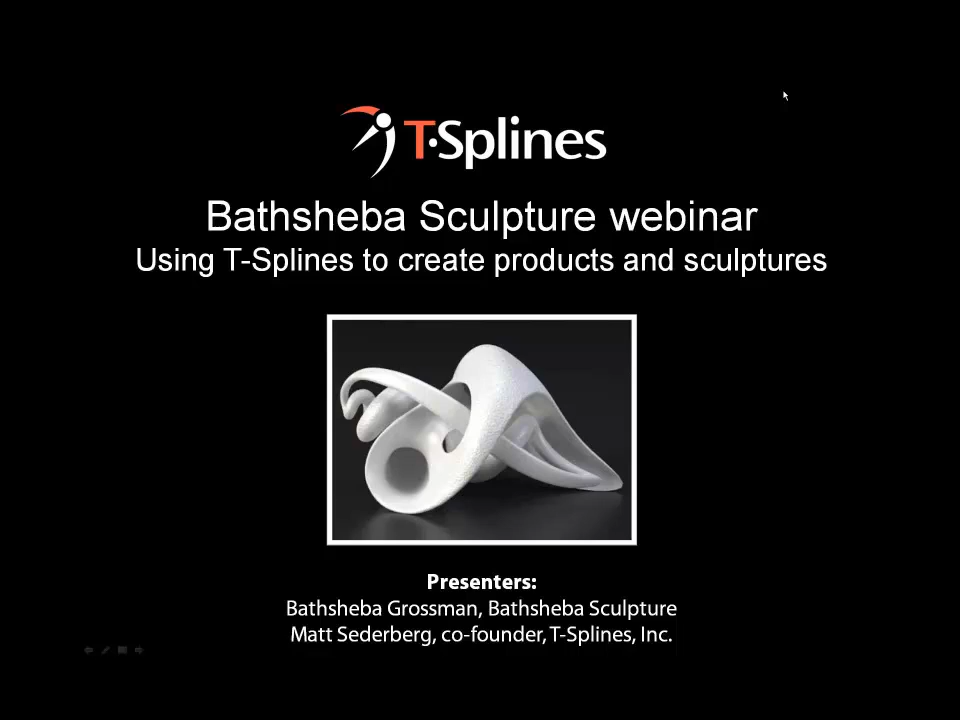 T·Splines
Bathsheba Sculpture webinar
Using T-Splines to create products and sculptures
Presenters:
Bathsheba Grossman, Bathsheba Sculpture
Matt Sederberg, co-founder, T-Splines, Inc.